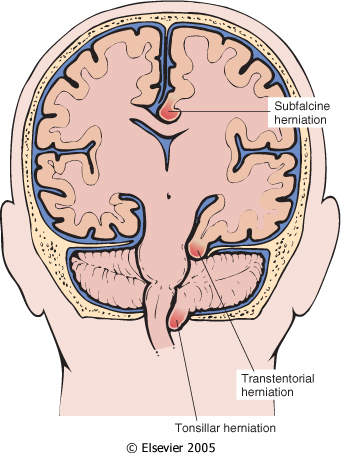 Subfalcine
herniation
Transtentorial
herniation
Tonsillar herniation
© Elsevier 2005